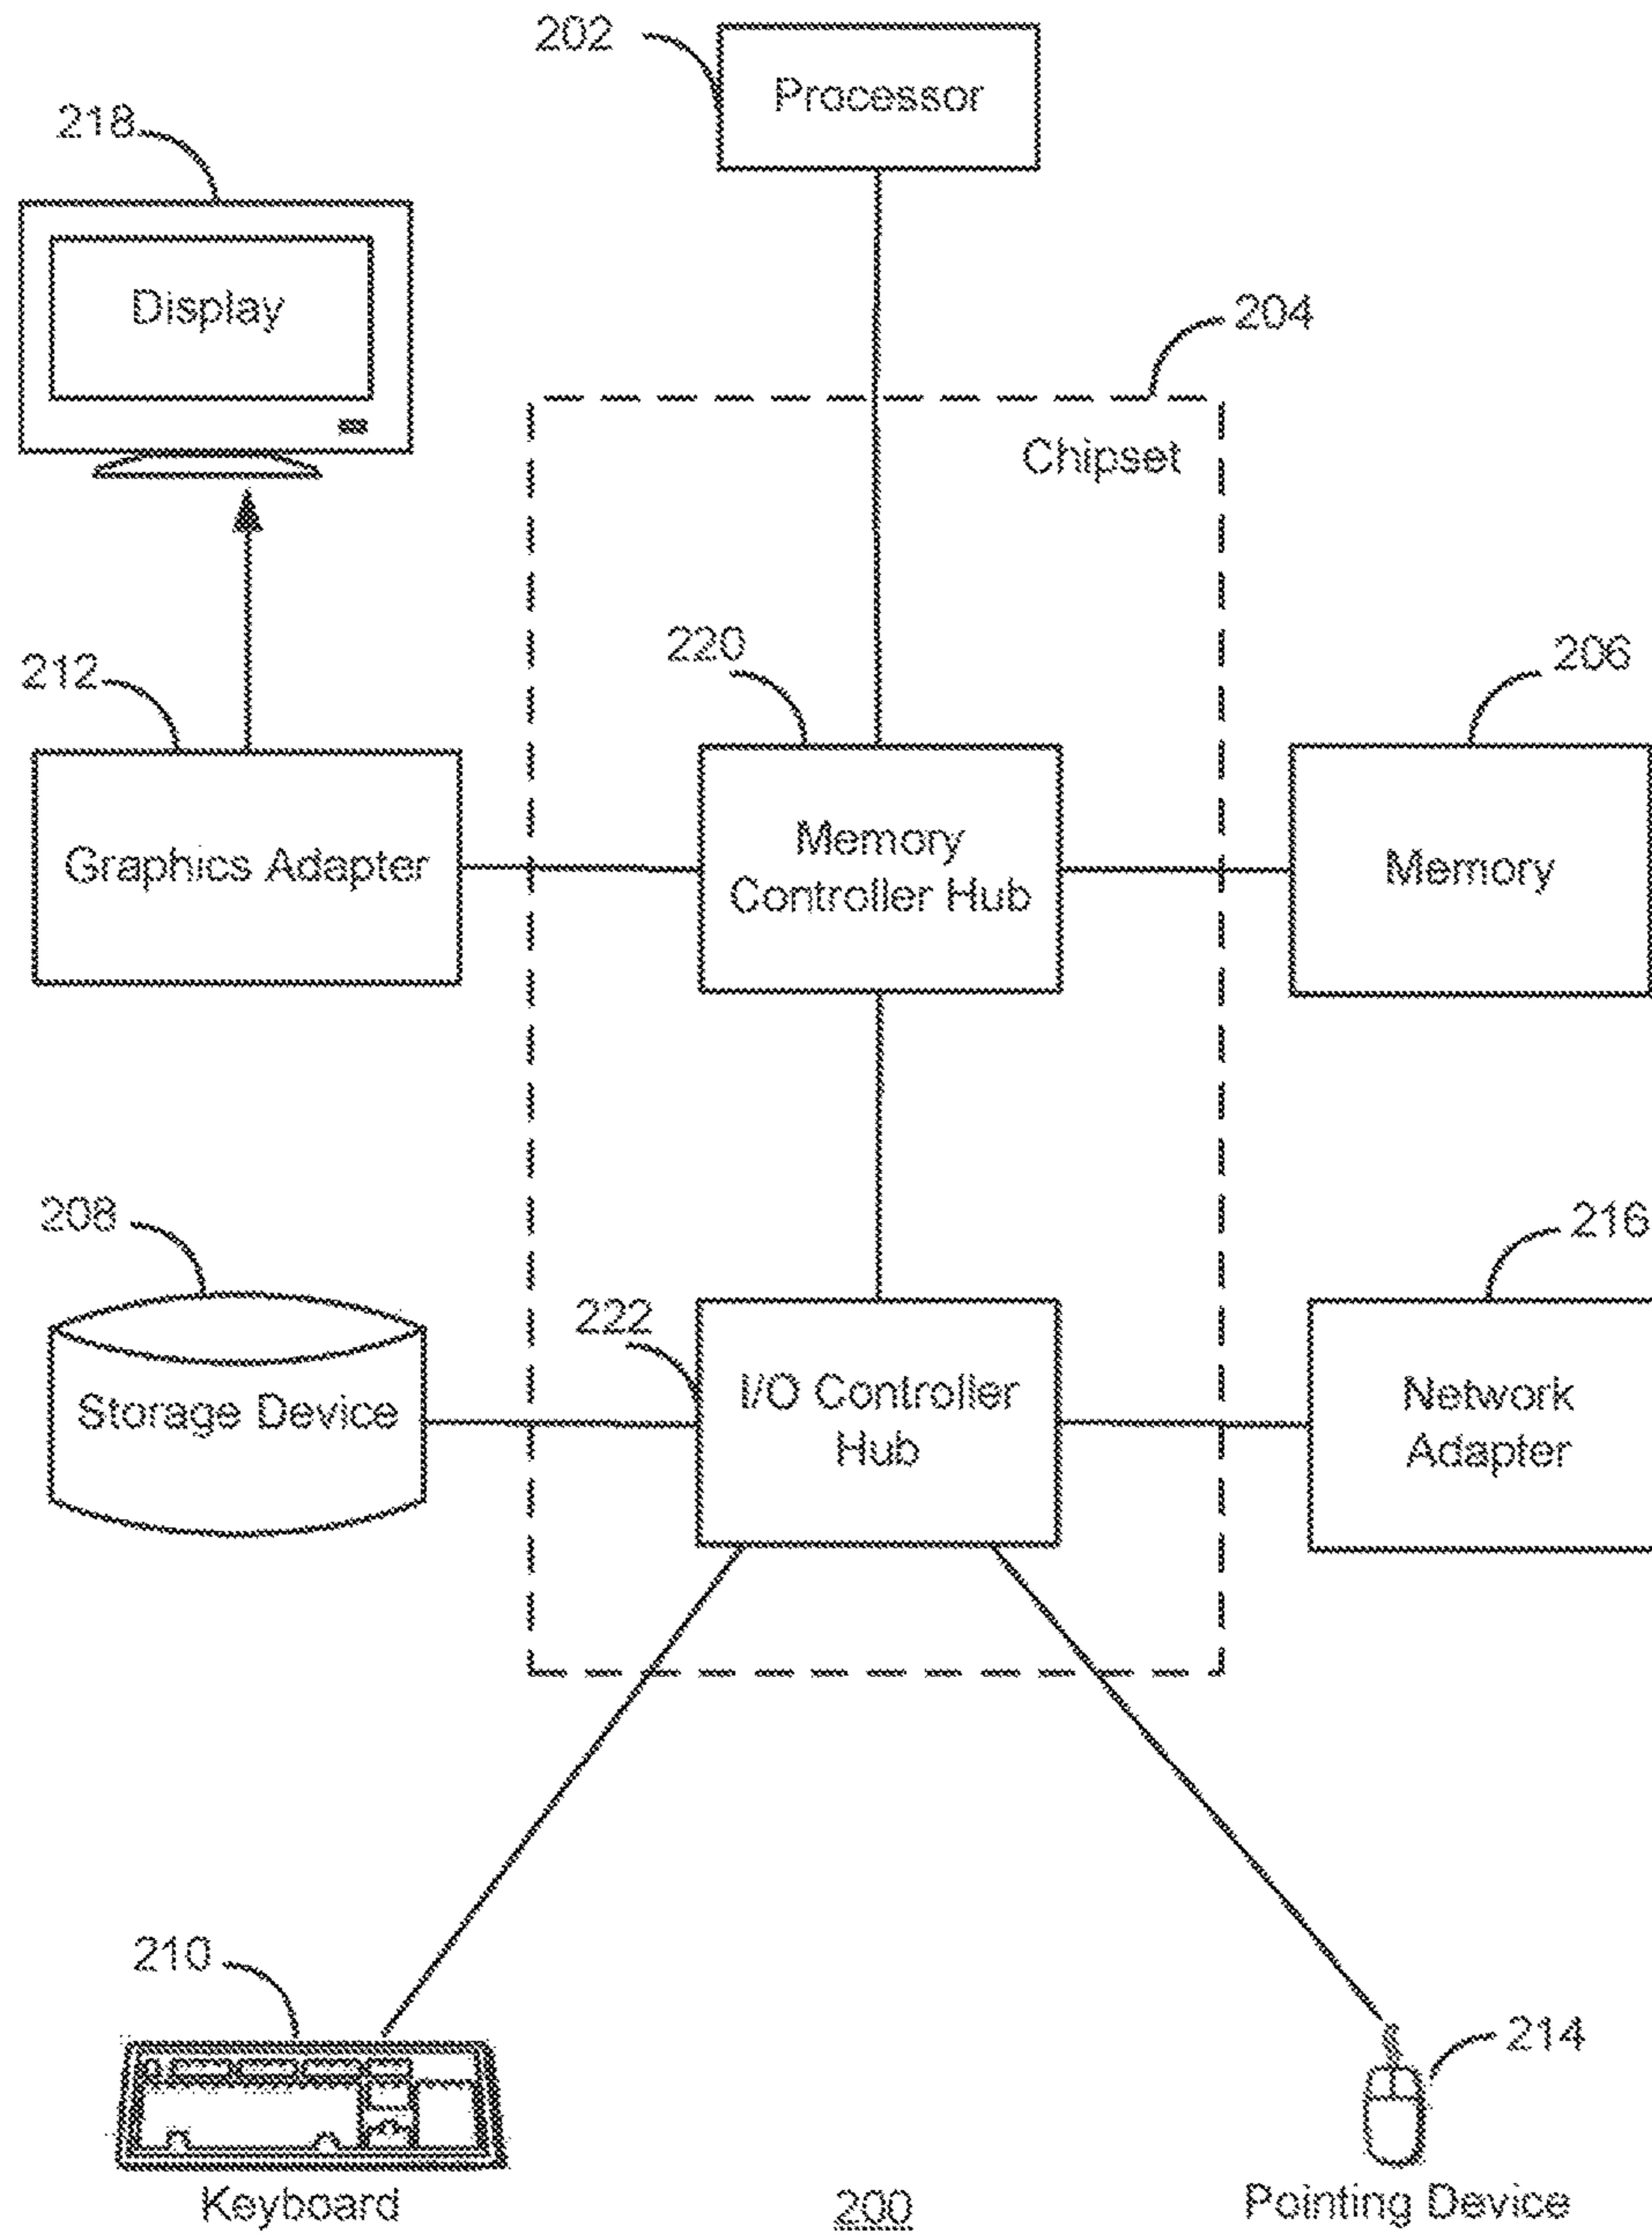 202
Processor
218
Display
204
Chipset
220
206
212
Graphics Adapter
Memory
Controller Hub
Memory
208
216
222
Storage Device
I/O Controller
Hub
Network
Adapter
210
214
Keyboard
200
Pointing Device